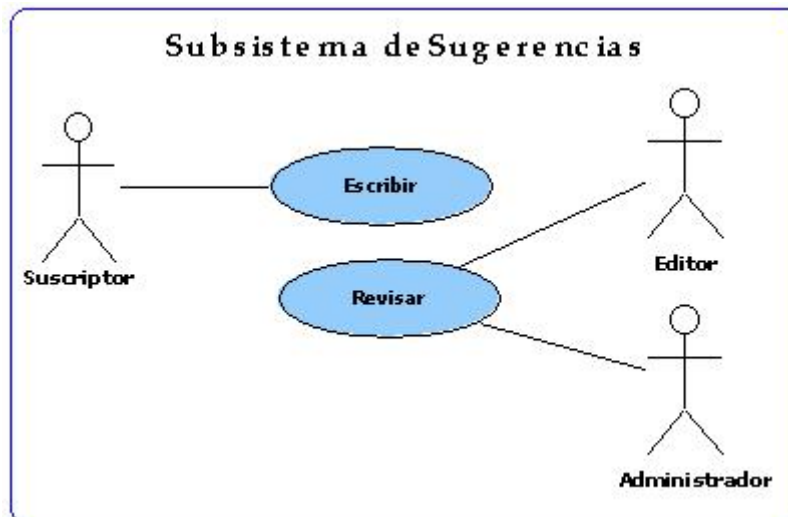 Subsistema de Sugerencias
Escribir
Suscriptor
Editor
Revisar
Administrador